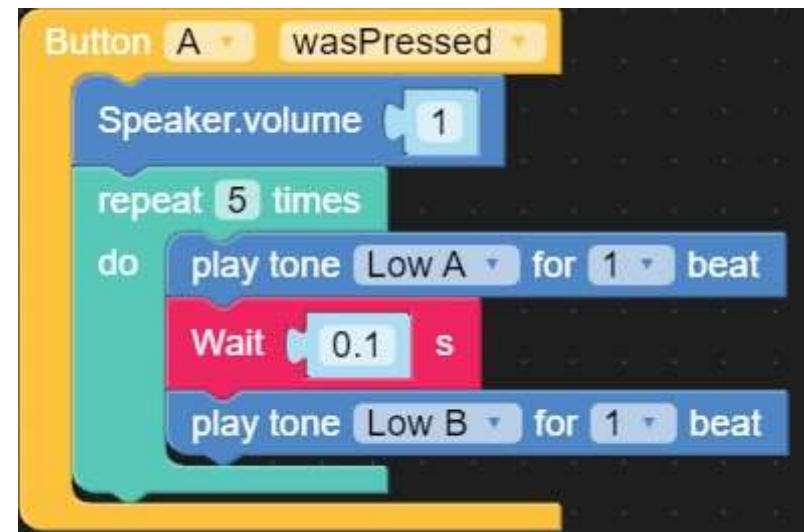 Button A wasPressed
Speaker.volume 1
repeat 5 times
do play tone Low A for 1 beat
Wait 0.1 s
play tone Low B for 1 beat